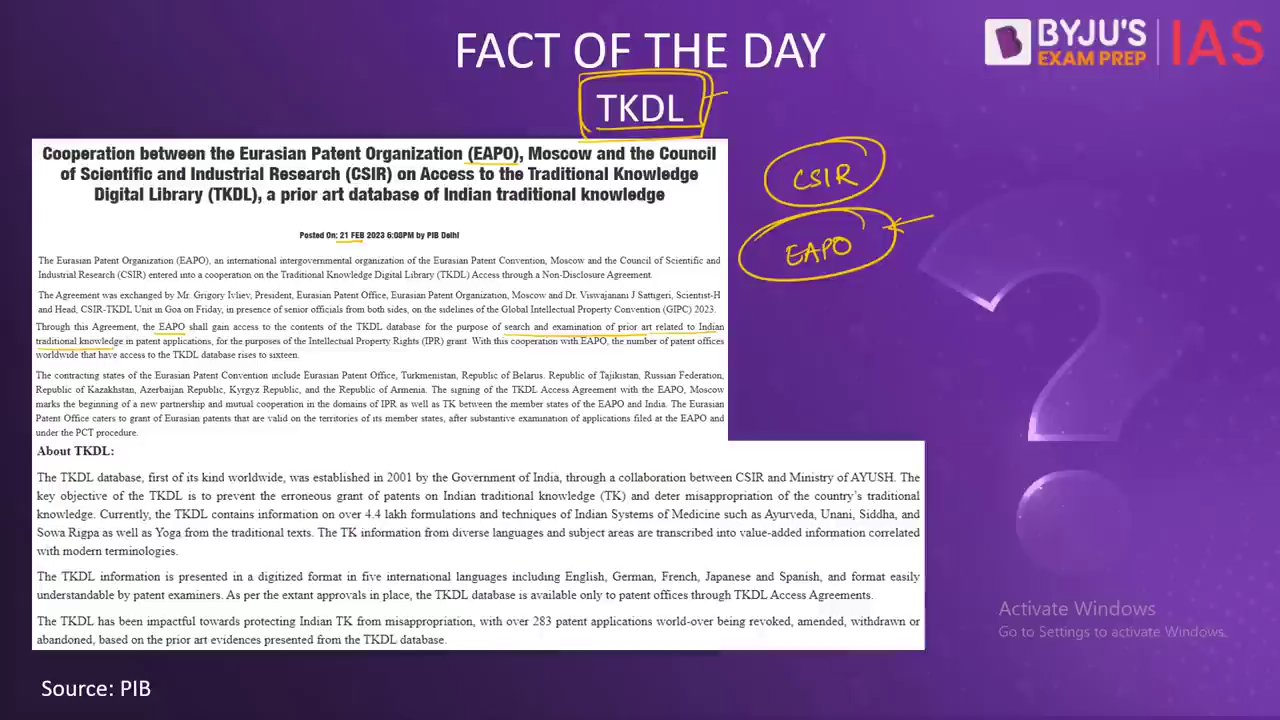 FACT OF THE DAY
BYJU'S
EXAM PREP
IAS
TKDL
Cooperation between the Eurasian Patent Organization (EAPO), Moscow and the Council
of Scientific and Industrial Research (CSIR) on Access to the Traditional Knowledge
Digital Library (TKDL), a prior art database of Indian traditional knowledge
CSIR
EAPO
Posted On: 21 FEB 2023 6:08PM by PIB Delhi
The Eurasian Patent Organization (EAPO), an international intergovernmental organization of the Eurasian Patent Convention, Moscow and the Council of Scientific and
Industrial Research (CSIR) entered into a cooperation on the Traditional Knowledge Digital Library (TKDL) Access through a Non-Disclosure Agreement.
The Agreement was exchanged by Mr. Grigory Ivliev, President, Eurasian Patent Office, Eurasian Patent Organization, Moscow and Dr. Viswajanani J Sattigeri, Scientist-H
and Head, CSIR-TKDL Unit in Goa on Friday, in presence of senior officials from both sides, on the sidelines of the Global Intellectual Property Convention (GIPC) 2023.
Through this Agreement, the EAPO shall gain access to the contents of the TKDL database for the purpose of search and examination of prior art related to Indian
traditional knowledge in patent applications, for the purposes of the Intellectual Property Rights (IPR) grant. With this cooperation with EAPO, the number of patent offices
worldwide that have access to the TKDL database rises to sixteen.
The contracting states of the Eurasian Patent Convention include Eurasian Patent Office, Turkmenistan, Republic of Belarus. Republic of Tajikistan, Russian Federation,
Republic of Kazakhstan, Azerbaijan Republic, Kyrgyz Republic, and the Republic of Armenia. The signing of the TKDL Access Agreement with the EAPO, Moscow
marks the beginning of a new partnership and mutual cooperation in the domains of IPR as well as TK between the member states of the EAPO and India. The Eurasian
Patent Office caters to grant of Eurasian patents that are valid on the territories of its member states, after substantive examination of applications filed at the EAPO and
under the PCT procedure.
About TKDL:
The TKDL database, first of its kind worldwide, was established in 2001 by the Government of India, through a collaboration between CSIR and Ministry of AYUSH. The
key objective of the TKDL is to prevent the erroneous grant of patents on Indian traditional knowledge (TK) and deter misappropriation of the country's traditional
knowledge. Currently, the TKDL contains information on over 4.4 lakh formulations and techniques of Indian Systems of Medicine such as Ayurveda, Unani, Siddha, and
Sowa Rigpa as well as Yoga from the traditional texts. The TK information from diverse languages and subject areas are transcribed into value-added information correlated
with modern terminologies.
The TKDL information is presented in a digitized format in five international languages including English, German, French, Japanese and Spanish, and format easily
understandable by patent examiners. As per the extant approvals in place, the TKDL database is available only to patent offices through TKDL Access Agreements.
The TKDL has been impactful towards protecting Indian TK from misappropriation, with over 283 patent applications world-over being revoked, amended, withdrawn or
abandoned, based on the prior art evidences presented from the TKDL database.
Activate Windows
Go to Settings to activate Windows.
Source: PIB